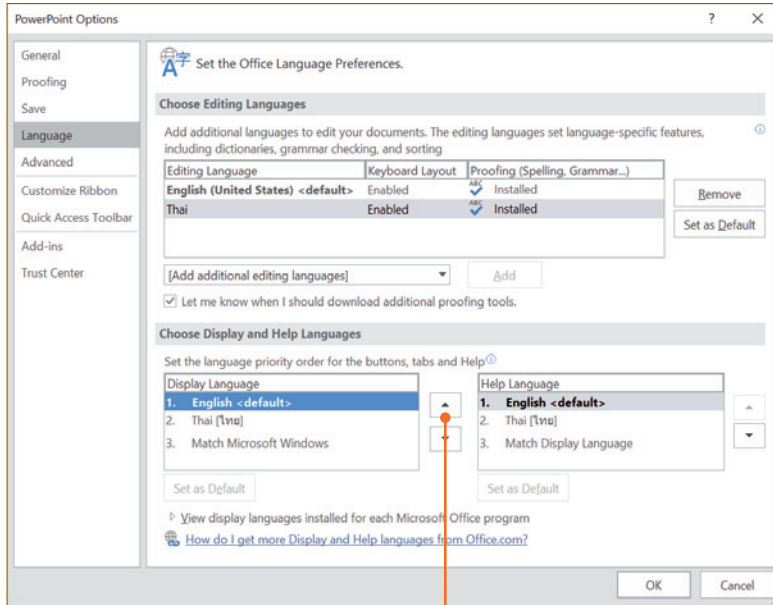 PowerPoint Options
?
General
Proofing
Save
Language
Advanced
Customize Ribbon
Quick Access Toolbar
Add-ins
Trust Center
A字 Set the Office Language Preferences.
Choose Editing Languages
Add additional languages to edit your documents. The editing languages set language-specific features,
including dictionaries, grammar checking, and sorting
Editing Language Keyboard Layout Proofing (Spelling, Grammar...)
English (United States) <default> Enabled ABC Installed
Thai Enabled ABC Installed
Remove
Set as Default
[Add additional editing languages] Add
Let me know when I should download additional proofing tools.
Choose Display and Help Languages
Set the language priority order for the buttons, tabs and Help
Display Language
1. English <default>
2. Thai [ไทย]
3. Match Microsoft Windows
Set as Default
Help Language
1. English <default>
2. Thai [ไทย]
3. Match Display Language
Set as Default
View display languages installed for each Microsoft Office program
How do I get more Display and Help languages from Office.com?
OK Cancel